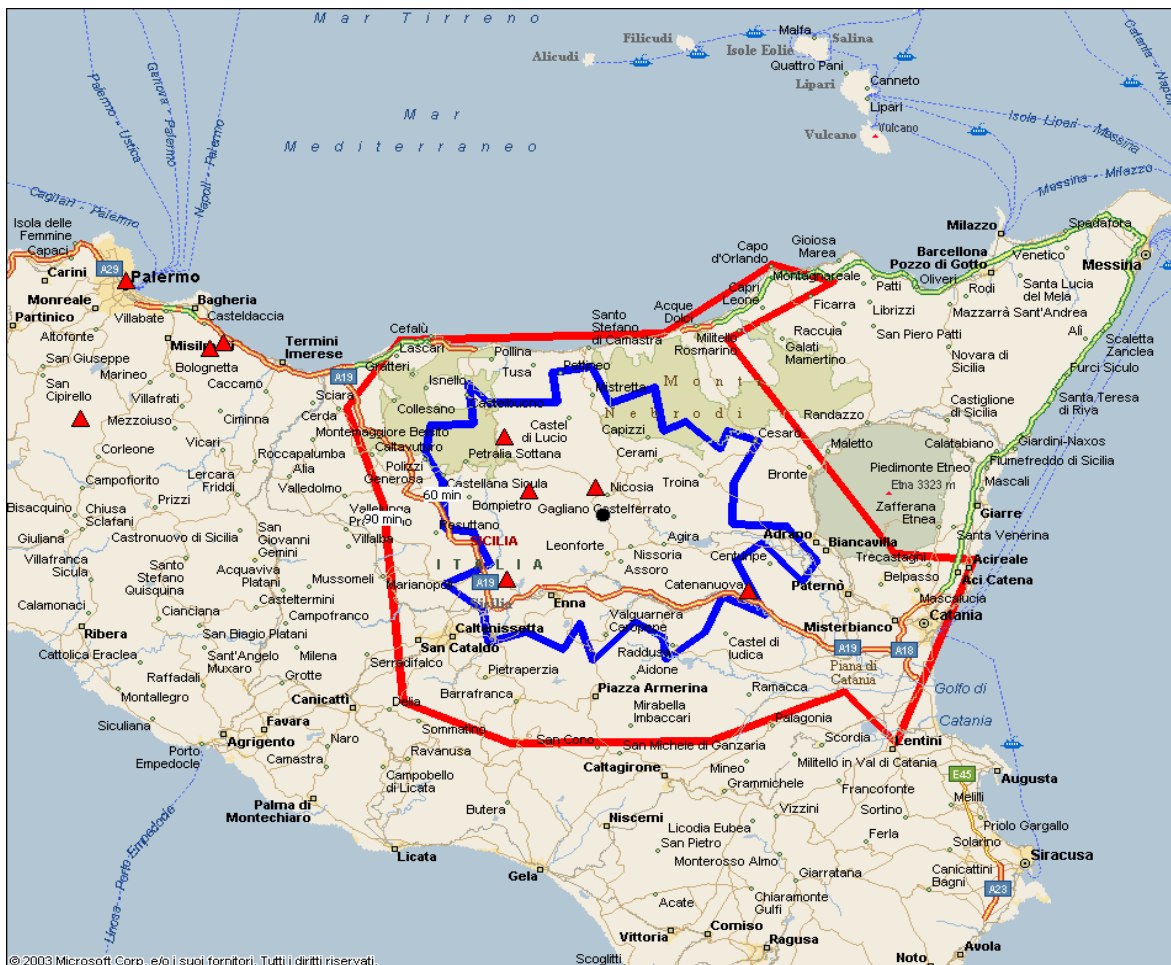 Mar Tirreno
Filicudi
Alicudi
Malfa
Salina
Isole Eolie
Quattro Pani
Canneto
Lipari
Lipari
Vulcano
Vulcano
Catania - Napoli
Mar
Mediterraneo
Palermo - Ustica
Genova - Palermo
Napoli - Palermo
Cagliari - Palermo
Isole Lipari - Messina
Messina - Milazzo
Isola delle
Femmine
Capaci
Carini
A29
Palermo
Monreale
Bagheria
Partinico
Villabate
Casteldaccia
Altofonte
Termini
Imerese
San Giuseppe
Marineo
Bolognetta
Caccamo
San
Cipirello
Villafrati
Mezzoiuso
Ciminna
Corleone
Vicari
Roccapalumba
Alia
Campofiorito
Lercara
Friddi
Valledolmo
Prizzi
Bisacquino
Chiusa
Sclafani
Giuliana
Castronuovo di Sicilia
San
Giovanni
Gemini
Villalba
Villafranca
Sicula
Santo
Stefano
Quisquina
Acquaviva
Platani
Mussomeli
Marianopoli
Calamonaci
Cianciana
Casteltermini
Campofranco
Ribera
San Biagio Platani
Cattolica Eraclea
Sant'Angelo
Muxaro
Milena
Serradifalco
Raffadali
Grotte
Montallegro
Canicattì
Siculiana
Favara
Delia
Porto
Empedocle
Agrigento
Naro
Sommatino
Camastra
Ravanusa
Palma di
Montechiaro
Campobello
di Licata
Licata
Linosa - Porto Empedocle
Cefalù
Lascari
Gratteri
A19
Sciara
Cerda
Collesano
Isnello
Castelbuono
Montemaggiore Belsito
Caltavuturo
Polizzi
Generosa
Pollina
Tusa
Pettineo
Santo
Stefano
di Camastra
Acque
Dolci
Capo
d'Orlando
Capri
Leone
Gioiosa
Marea
Montagnareale
Patti
Oliveri
Milazzo
Barcellona
Pozzo di Gotto
Rodi
Venetico
Spadafora
Messina
Santa Lucia
del Mela
Mazzarrà Sant'Andrea
Alì
Ficarra
Librizzi
San Piero Patti
Raccuia
Galati
Mamertino
Militello
Rosmarino
Novara di
Sicilia
Scaletta
Zanclea
Furci Siculo
Santa Teresa
di Riva
Castiglione
di Sicilia
Randazzo
Giardini-Naxos
Calatabiano
Fiumefreddo di Sicilia
Maletto
Piedimonte Etneo
Mascali
Etna 3323 m
Giarre
Zafferana
Etnea
Santa Venerina
Trecastagni
Acireale
Aci Catena
Belpasso
Mascalucia
Mistretta
Monti
Nebrodi
Capizzi
Castel
di Lucio
Petralia Sottana
Cerami
Cesarò
Bronte
Castellana Sicula
60 min
Bompietro
Nicosia
Troina
Gagliano Castelferrato
90 min
Resuttano
SICILIA
ITALIA
Leonforte
Agira
Nissoria
Assoro
Centuripe
Adrano
Biancavilla
Paternò
Catenanuova
A19
Sicilia
Enna
Valguarnera
Caropepe
Misterbianco
Catania
Caltanissetta
San Cataldo
Raddusa
Castel di
Iudica
A19
A18
Piana di
Catania
Pietraperzia
Aidone
Barrafranca
Piazza Armerina
Ramacca
Golfo di
Catania
Mirabella
Imbaccari
Palagonia
San Cono
San Michele di Ganzaria
Scordia
Lentini
Caltagirone
Mineo
Militello in Val di Catania
Grammichele
Francofonte
E45
Augusta
Melilli
Butera
Niscemi
Vizzini
Sortino
Priolo Gargallo
Licodia Eubea
San Pietro
Ferla
Solarino
Monterosso Almo
Giarratana
Canicattini
Bagni
Siracusa
Gela
Chiaramonte
Gulfi
A23
Acate
Vittoria
Comiso
Ragusa
Avola
Noto
Scoglitti
© 2003 Microsoft Corp. e/o i suoi fornitori. Tutti i diritti riservati.